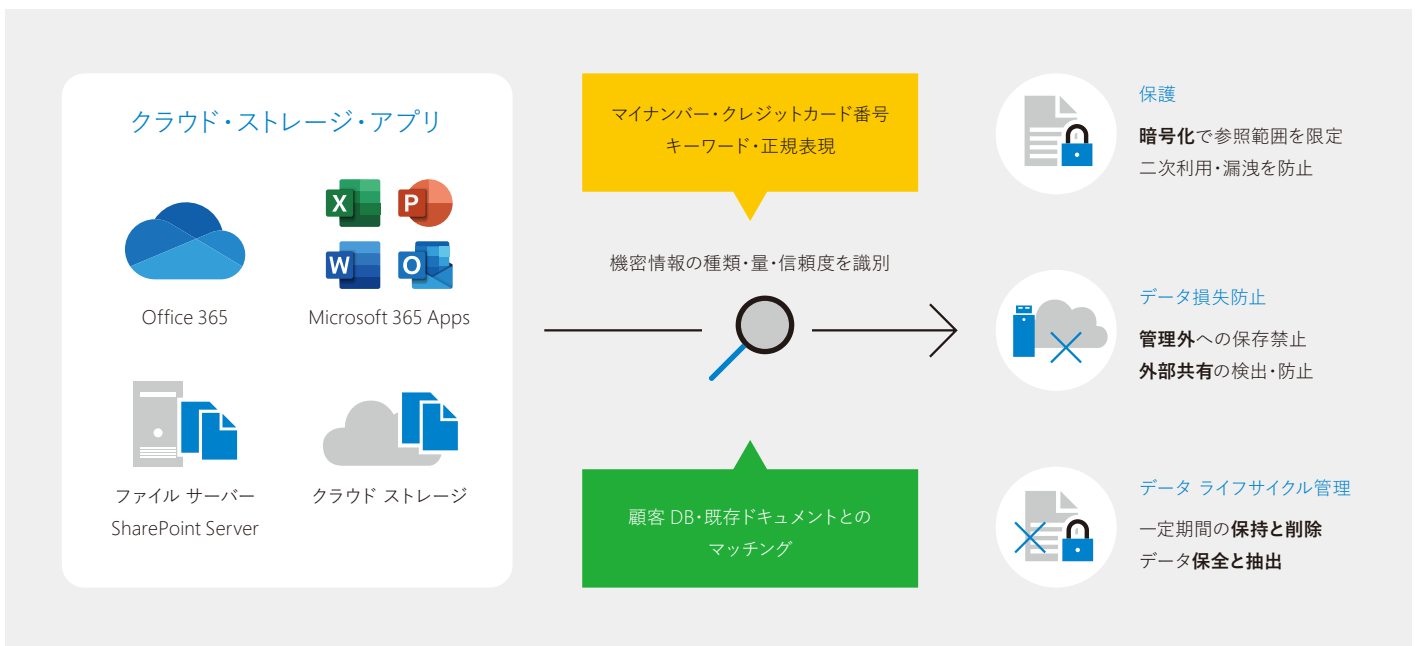 クラウド・ストレージ・アプリ
X
P
W
O
Office 365
Microsoft 365 Apps
ファイル サーバー
SharePoint Server
クラウド ストレージ
マイナンバー・クレジットカード番号
キーワード・正規表現
機密情報の種類・量・信頼度を識別
顧客 DB・既存ドキュメントとの
マッチング
保護
暗号化で参照範囲を限定
二次利用・漏洩を防止
データ損失防止
管理外への保存禁止
外部共有の検出・防止
データ ライフサイクル管理
一定期間の保持と削除
データ保全と抽出